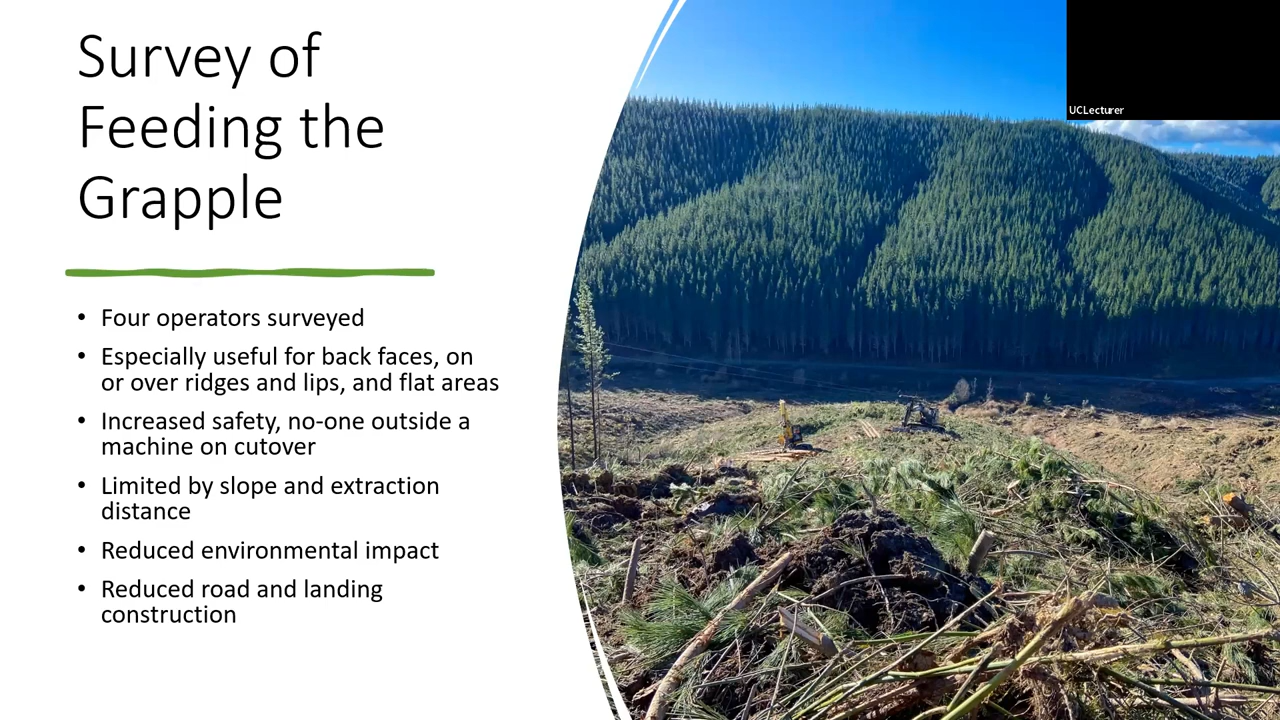 Survey of
Feeding the
Grapple
• Four operators surveyed
• Especially useful for back faces, on
or over ridges and lips, and flat areas
• Increased safety, no-one outside a
machine on cutover
• Limited by slope and extraction
distance
• Reduced environmental impact
• Reduced road and landing
construction
UCLecturer